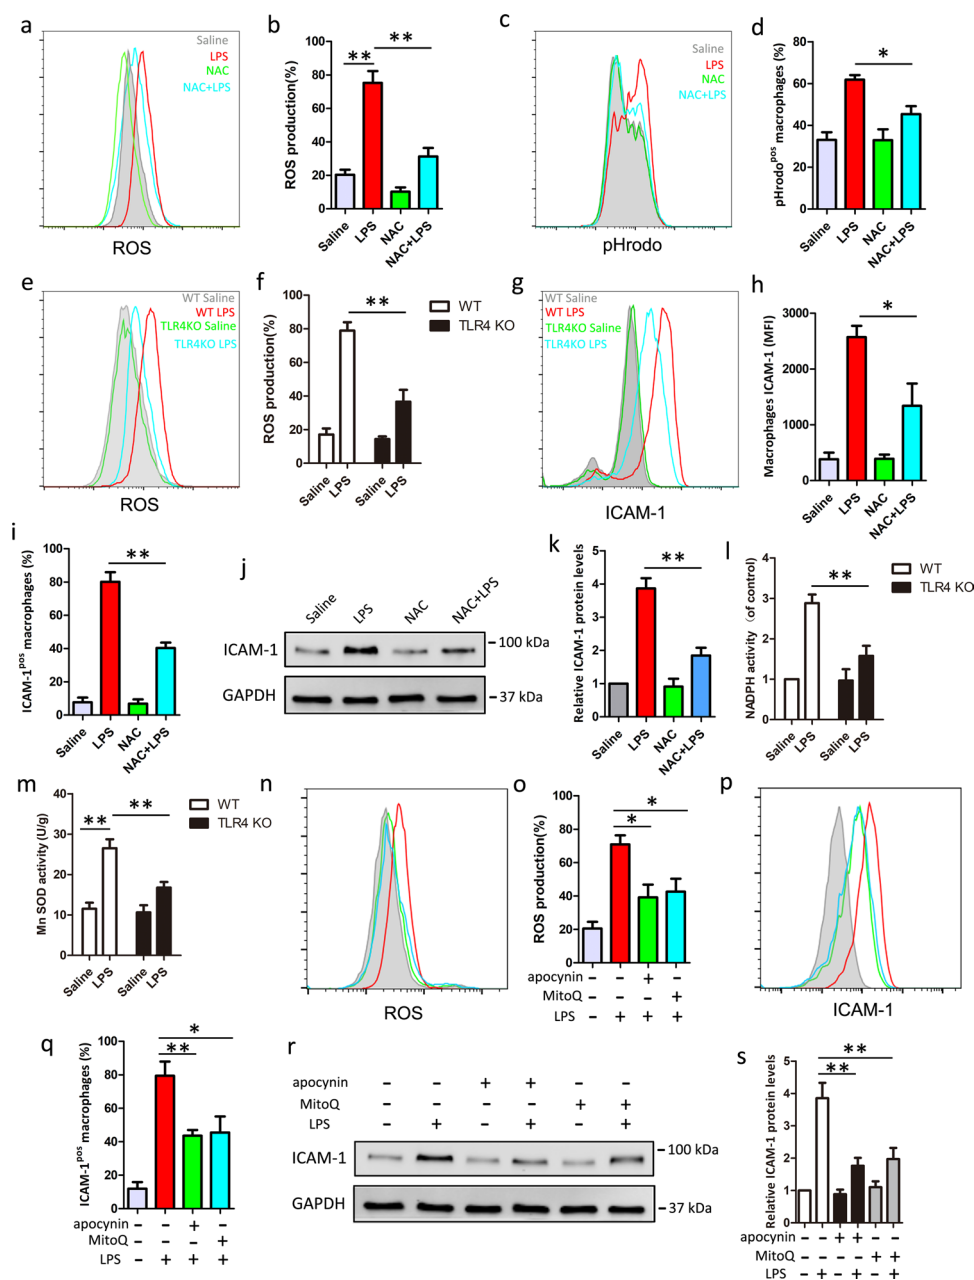 a
Saline
LPS
NAC
NAC+LPS
ROS
b
ROS production(%)
100
80
60
40
20
0
**
**
Saline
LPS
NAC
NAC+LPS
c
Saline
LPS
NAC
NAC+LPS
pHrodo
d
pHrodopos macrophages (%)
80
60
40
20
0
*
Saline
LPS
NAC
NAC+LPS
e
WT Saline
WT LPS
TLR4KO Saline
TLR4KO LPS
ROS
f
ROS production(%)
100
80
60
40
20
0
**
WT
TLR4 KO
Saline
LPS
Saline
LPS
g
WT Saline
WT LPS
TLR4KO Saline
TLR4KO LPS
ICAM-1
h
Macrophages ICAM-1 (MFI)
3000
2000
1000
0
*
Saline
LPS
NAC
NAC+LPS
i
ICAM-1pos macrophages (%)
100
80
60
40
20
0
**
Saline
LPS
NAC
NAC+LPS
j
Saline
LPS
NAC
NAC+LPS
ICAM-1
100 kDa
GAPDH
37 kDa
k
Relative ICAM-1 protein levels
5
4
3
2
1
0
**
Saline
LPS
NAC
NAC+LPS
l
NADPH activity (of control)
4
3
2
1
0
**
WT
TLR4 KO
Saline
LPS
Saline
LPS
m
Mn SOD activity (U/g)
40
30
20
10
0
**
**
WT
TLR4 KO
Saline
LPS
Saline
LPS
n
ROS
o
ROS production(%)
100
80
60
40
20
0
*
*
apocynin − − + −
MitoQ − − − +
LPS − + + +
p
ICAM-1
q
ICAM-1pos macrophages (%)
100
80
60
40
20
0
*
**
apocynin − − + −
MitoQ − − − +
LPS − + + +
r
apocynin − − + + − −
MitoQ − − − − + +
LPS − + − + − +
ICAM-1
100 kDa
GAPDH
37 kDa
s
Relative ICAM-1 protein levels
5
4
3
2
1
0
**
**
apocynin − − + + − −
MitoQ − − − − + +
LPS − + − + − +